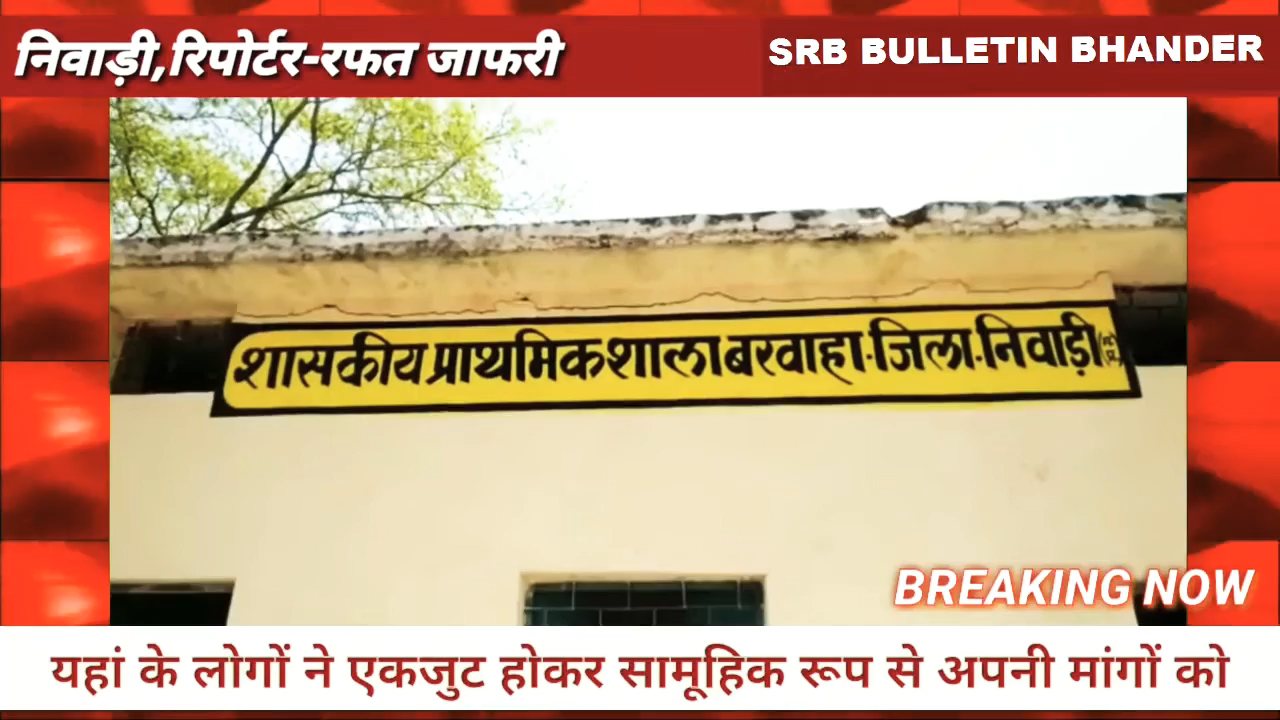 निवाड़ी,रिपोर्टर-रफत जाफरी
SRB BULLETIN BHANDER
शासकीय प्राथमिक शाला बरवाहा-जिला-निवाड़ी
BREAKING NOW
यहां के लोगों ने एकजुट होकर सामूहिक रूप से अपनी मांगों को